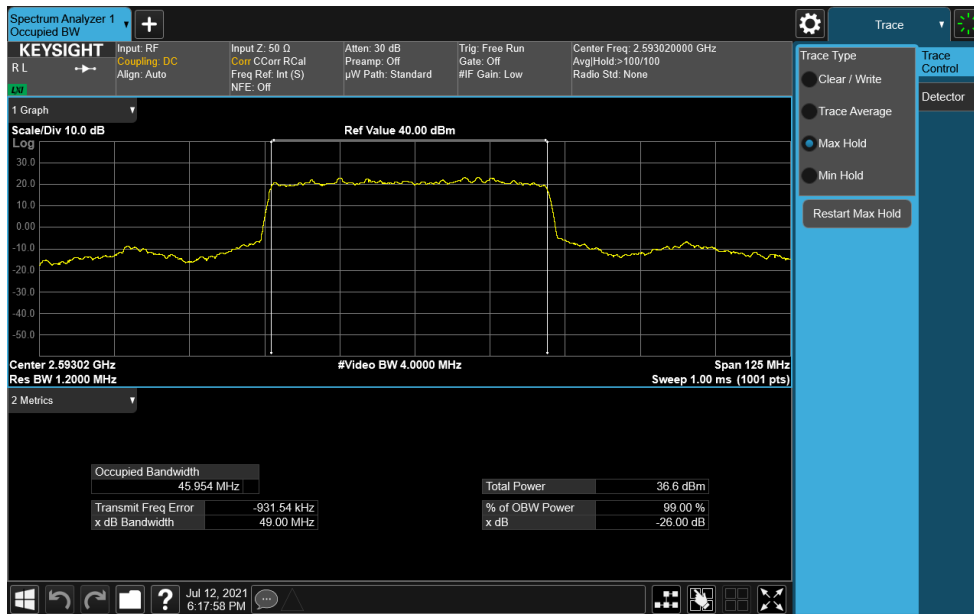 Spectrum Analyzer 1
Occupied BW
Trace
KEYSIGHT
R L
LXI
Input: RF
Coupling: DC
Align: Auto
Input Z: 50 Ω
Corr CCorr RCal
Freq Ref: Int (S)
NFE: Off
Atten: 30 dB
Preamp: Off
µW Path: Standard
Trig: Free Run
Gate: Off
#IF Gain: Low
Center Freq: 2.593020000 GHz
Avg|Hold:>100/100
Radio Std: None
Trace Type
Clear / Write
Trace Average
Max Hold
Min Hold
Restart Max Hold
Trace
Control
Detector
1 Graph
Scale/Div 10.0 dB
Ref Value 40.00 dBm
Log
30.0
20.0
10.0
0.00
-10.0
-20.0
-30.0
-40.0
-50.0
Center 2.59302 GHz
#Video BW 4.0000 MHz
Span 125 MHz
Res BW 1.2000 MHz
Sweep 1.00 ms (1001 pts)
2 Metrics
Occupied Bandwidth
45.954 MHz
Total Power 36.6 dBm
Transmit Freq Error -931.54 kHz
% of OBW Power 99.00 %
x dB Bandwidth 49.00 MHz
x dB -26.00 dB
?
Jul 12, 2021
6:17:58 PM